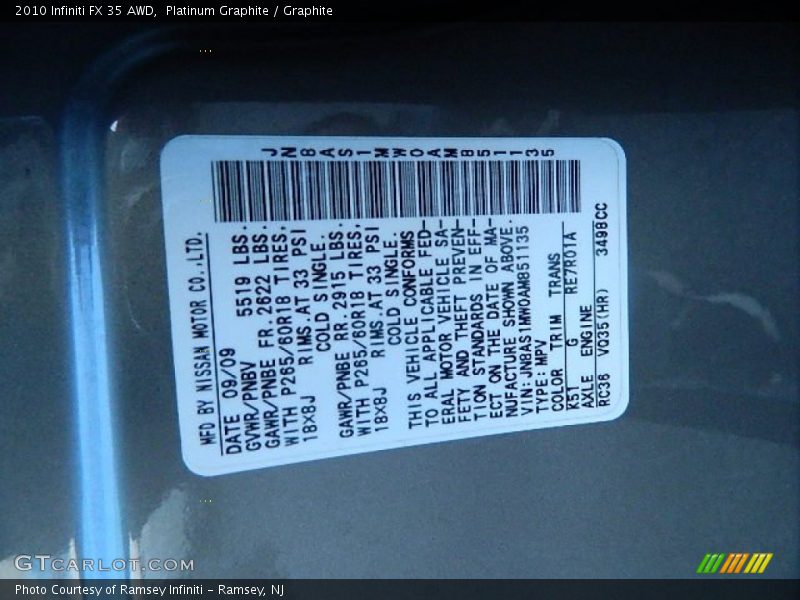 2010 Infiniti FX 35 AWD,  Platinum Graphite / Graphite
JN8AS1MW0AM851135
MFD BY NISSAN MOTOR CO.,LTD.
DATE 09/09
GVWR/PNBV 5519 LBS.
GAWR/PNBE FR. 2622 LBS.
WITH P265/60R18 TIRES,
18X8J RIMS.AT 33 PSI
COLD SINGLE.
GAWR/PNBE RR. 2915 LBS.
WITH P265/60R18 TIRES,
18X8J RIMS.AT 33 PSI
COLD SINGLE.
THIS VEHICLE CONFORMS
TO ALL APPLICABLE FED-
ERAL MOTOR VEHICLE SA-
FETY AND THEFT PREVEN-
TION STANDARDS IN EFF-
ECT ON THE DATE OF MA-
NUFACTURE SHOWN ABOVE.
VIN:JN8AS1MW0AM851135
TYPE:MPV
COLOR TRIM TRANS
K51 G RE7R01A
AXLE ENGINE
RC36 VQ35(HR) 3498CC
GTCARLOT.COM
Photo Courtesy of Ramsey Infiniti - Ramsey, NJ